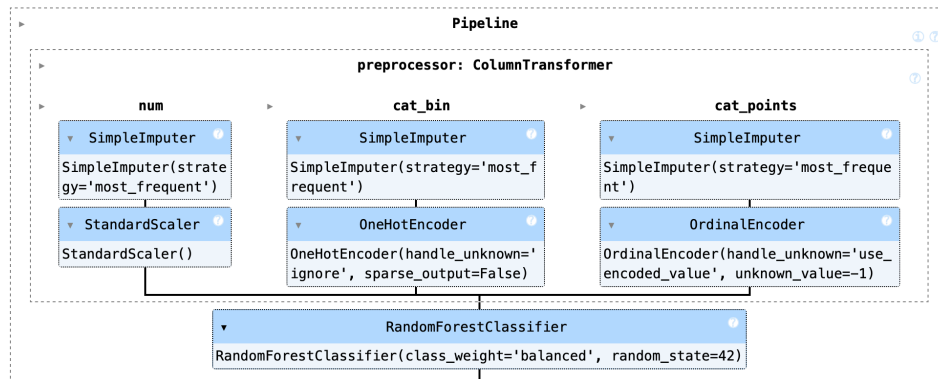 Pipeline
preprocessor: ColumnTransformer
num
cat_bin
cat_points
SimpleImputer
SimpleImputer
SimpleImputer
SimpleImputer(strate
gy='most_frequent')
SimpleImputer(strategy='most_f
requent')
SimpleImputer(strategy='most_freque
nt')
StandardScaler
OneHotEncoder
OrdinalEncoder
StandardScaler()
OneHotEncoder(handle_unknown='
ignore', sparse_output=False)
OrdinalEncoder(handle_unknown='use_
encoded_value', unknown_value=-1)
RandomForestClassifier
RandomForestClassifier(class_weight='balanced', random_state=42)